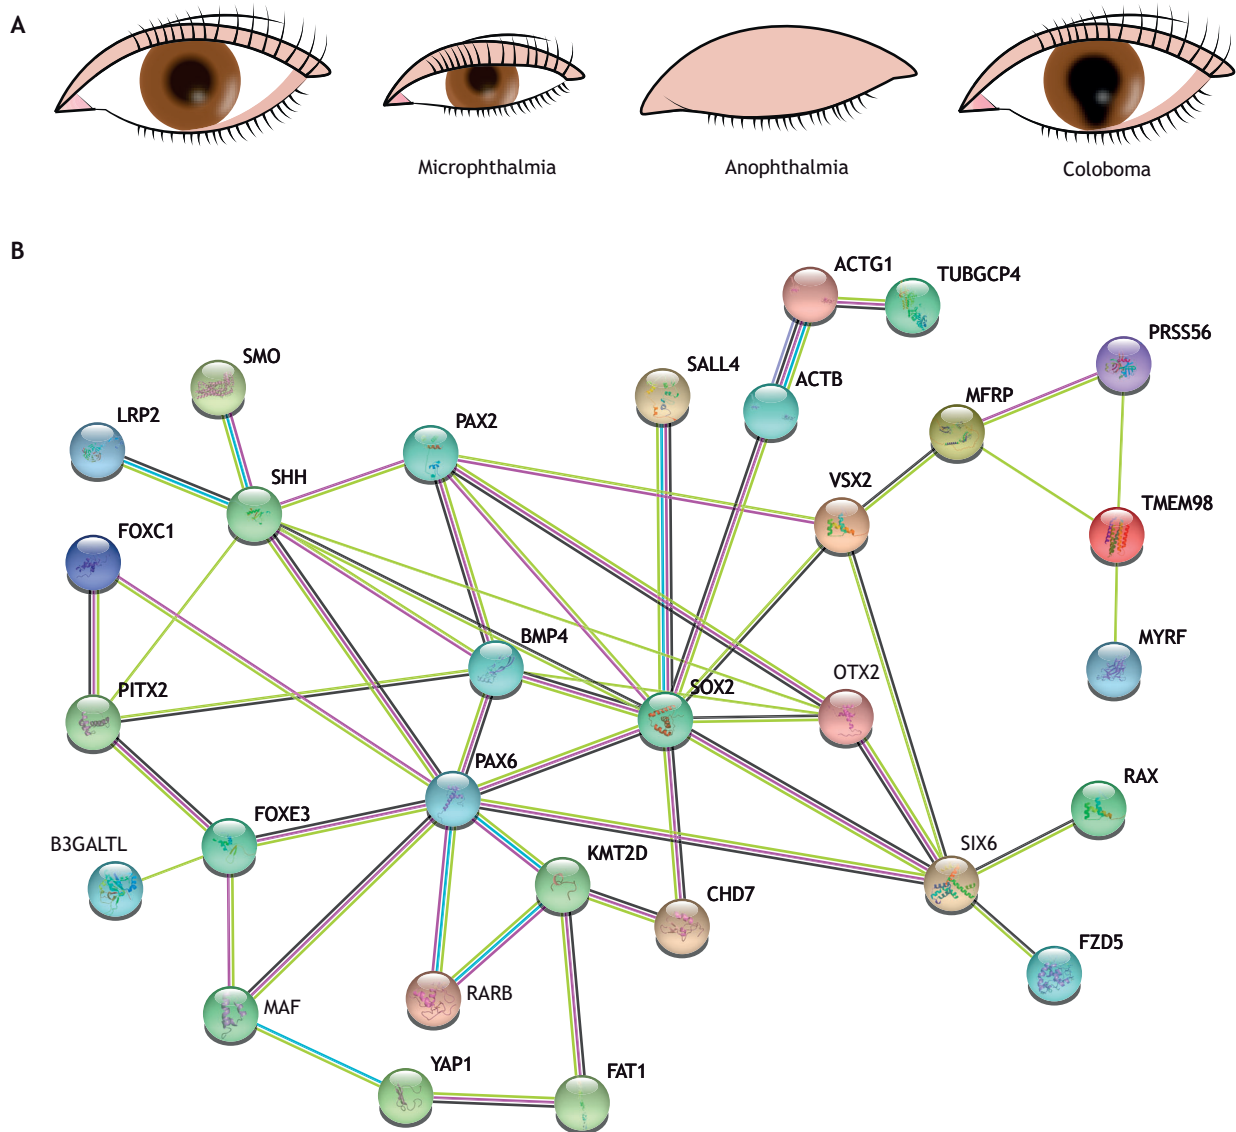 A
Microphthalmia
Anophthalmia
Coloboma
B
ACTG1
TUBGCP4
PRSS56
SMO
SALL4
ACTB
MFRP
LRP2
PAX2
SHH
VSX2
TMEM98
FOXC1
BMP4
MYRF
PITX2
SOX2
OTX2
PAX6
RAX
FOXE3
SIX6
B3GALTL
KMT2D
CHD7
FZD5
RARB
MAF
YAP1
FAT1